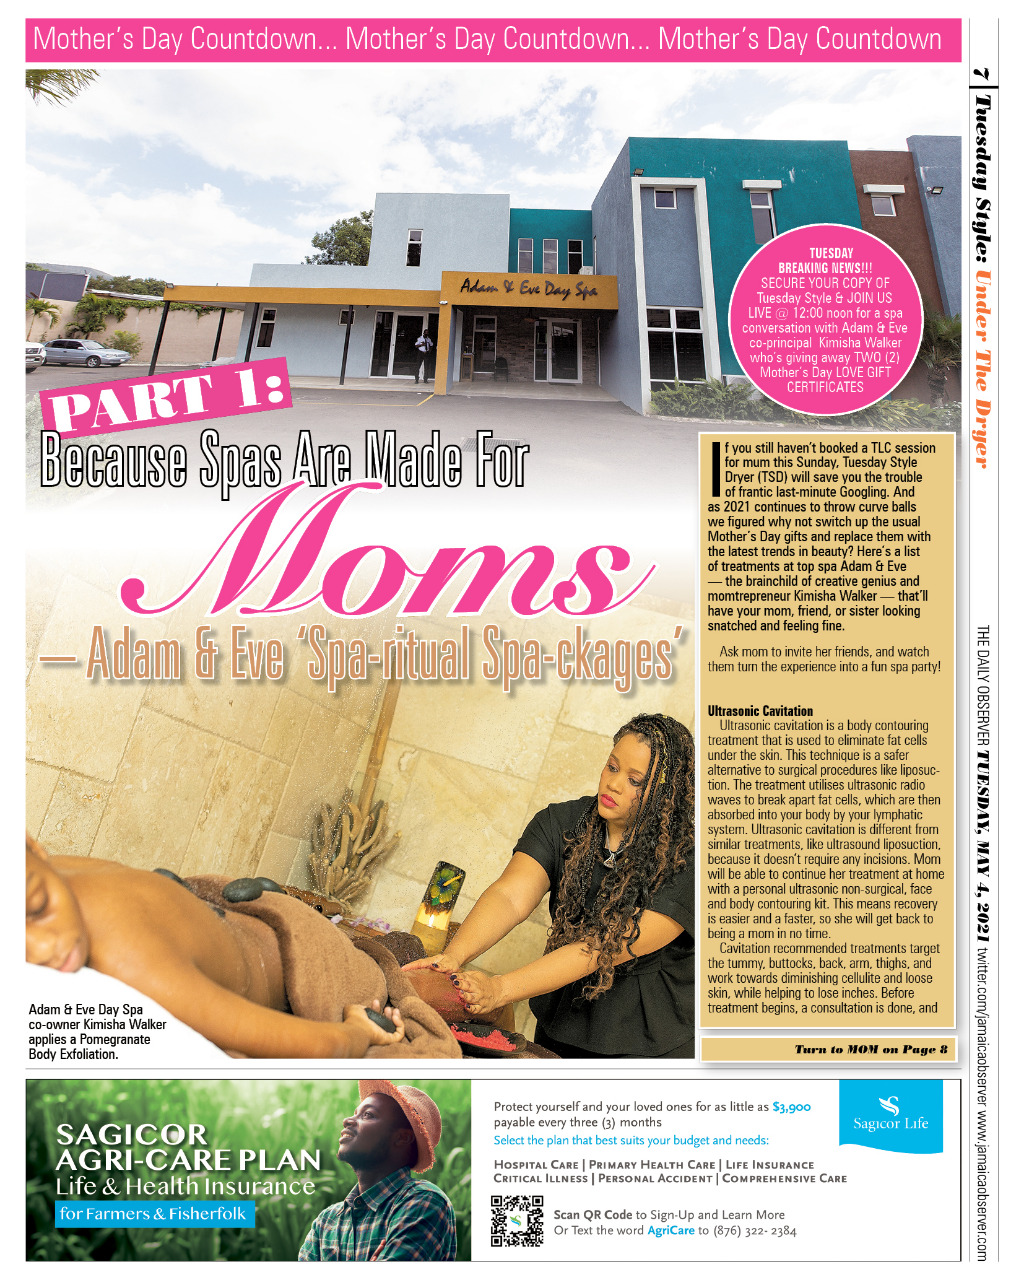 Mother's Day Countdown... Mother's Day Countdown... Mother's Day Countdown
7 Tuesday Style: Under The Dryer
THE DAILY OBSERVER TUESDAY, MAY 4, 2021 twitter.com/jamaicaobserver www.jamaicaobserver.com
Adam & Eve Day Spa
TUESDAY
BREAKING NEWS!!!
SECURE YOUR COPY OF
Tuesday Style & JOIN US
LIVE @ 12:00 noon for a spa
conversation with Adam & Eve
co-principal Kimisha Walker
who's giving away TWO (2)
Mother's Day LOVE GIFT
CERTIFICATES
PART 1:
Because Spas Are Made For
Moms
— Adam & Eve 'Spa-ritual Spa-ckages'
If you still haven't booked a TLC session
for mum this Sunday, Tuesday Style
Dryer (TSD) will save you the trouble
of frantic last-minute Googling. And
as 2021 continues to throw curve balls
we figured why not switch up the usual
Mother's Day gifts and replace them with
the latest trends in beauty? Here's a list
of treatments at top spa Adam & Eve
— the brainchild of creative genius and
momtrepreneur Kimisha Walker — that'll
have your mom, friend, or sister looking
snatched and feeling fine.
Ask mom to invite her friends, and watch
them turn the experience into a fun spa party!
Ultrasonic Cavitation
Ultrasonic cavitation is a body contouring
treatment that is used to eliminate fat cells
under the skin. This technique is a safer
alternative to surgical procedures like liposuc-
tion. The treatment utilises ultrasonic radio
waves to break apart fat cells, which are then
absorbed into your body by your lymphatic
system. Ultrasonic cavitation is different from
similar treatments, like ultrasound liposuction,
because it doesn't require any incisions. Mom
will be able to continue her treatment at home
with a personal ultrasonic non-surgical, face
and body contouring kit. This means recovery
is easier and a faster, so she will get back to
being a mom in no time.
Cavitation recommended treatments target
the tummy, buttocks, back, arm, thighs, and
work towards diminishing cellulite and loose
skin, while helping to lose inches. Before
treatment begins, a consultation is done, and
Turn to MOM on Page 8
Adam & Eve Day Spa
co-owner Kimisha Walker
applies a Pomegranate
Body Exfoliation.
SAGICOR
AGRI-CARE PLAN
Life & Health Insurance
for Farmers & Fisherfolk
Protect yourself and your loved ones for as little as $3,900
payable every three (3) months
Select the plan that best suits your budget and needs:
HOSPITAL CARE | PRIMARY HEALTH CARE | LIFE INSURANCE
CRITICAL ILLNESS | PERSONAL ACCIDENT | COMPREHENSIVE CARE
Scan QR Code to Sign-Up and Learn More
Or Text the word AgriCare to (876) 322- 2384
Sagicor Life